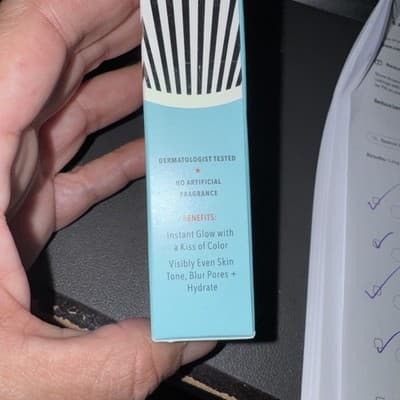 DERMATOLOGIST TESTED
NO ARTIFICIAL
FRAGRANCE
BENEFITS:
Instant Glow with
a Kiss of Color
Visibly Even Skin
Tone, Blur Pores +
Hydrate